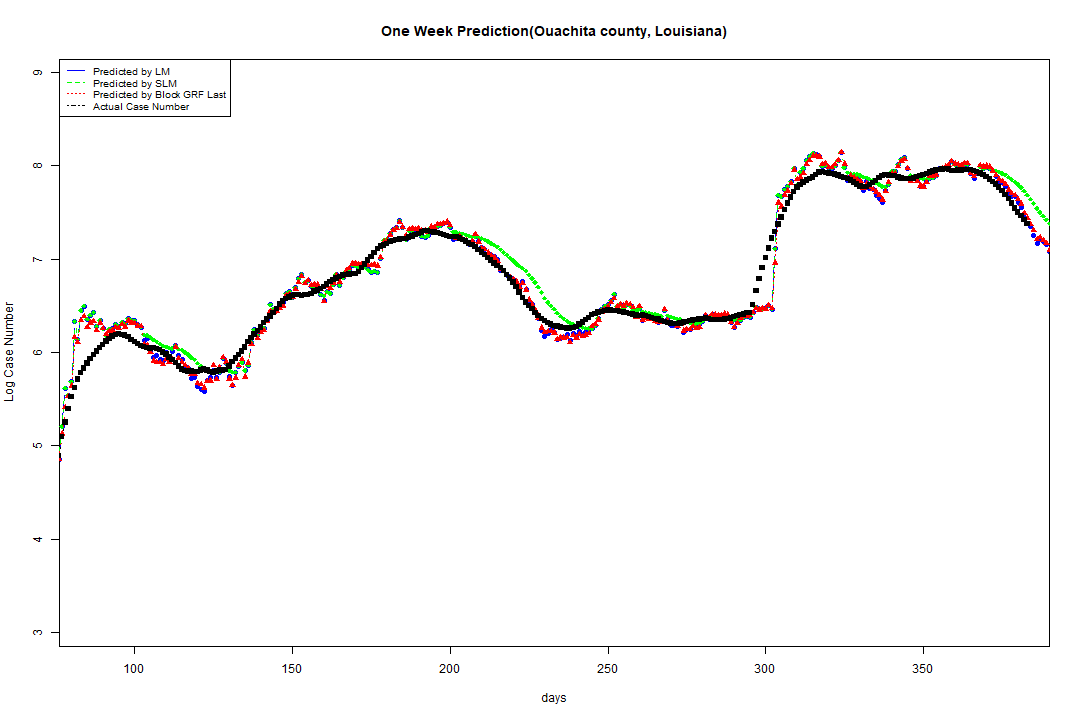 One Week Prediction(Ouachita county, Louisiana)
Predicted by LM
Predicted by SLM
Predicted by Block GRF Last
Actual Case Number
9
8
7
6
5
4
3
Log Case Number
100 150 200 250 300 350
days